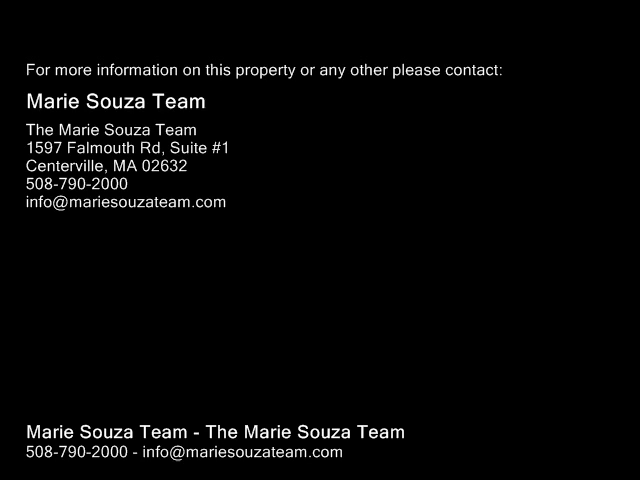 For more information on this property or any other please contact:
Marie Souza Team
The Marie Souza Team
1597 Falmouth Rd, Suite #1
Centerville, MA 02632
508-790-2000
info@mariesouzateam.com
Marie Souza Team - The Marie Souza Team
508-790-2000 - info@mariesouzateam.com